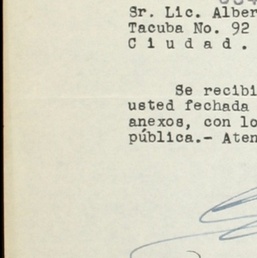 Sr. Lic. Alber
Tacuba No. 92
C i u d a d .
Se recibi
usted fechada
anexos, con lo
pública.- Aten